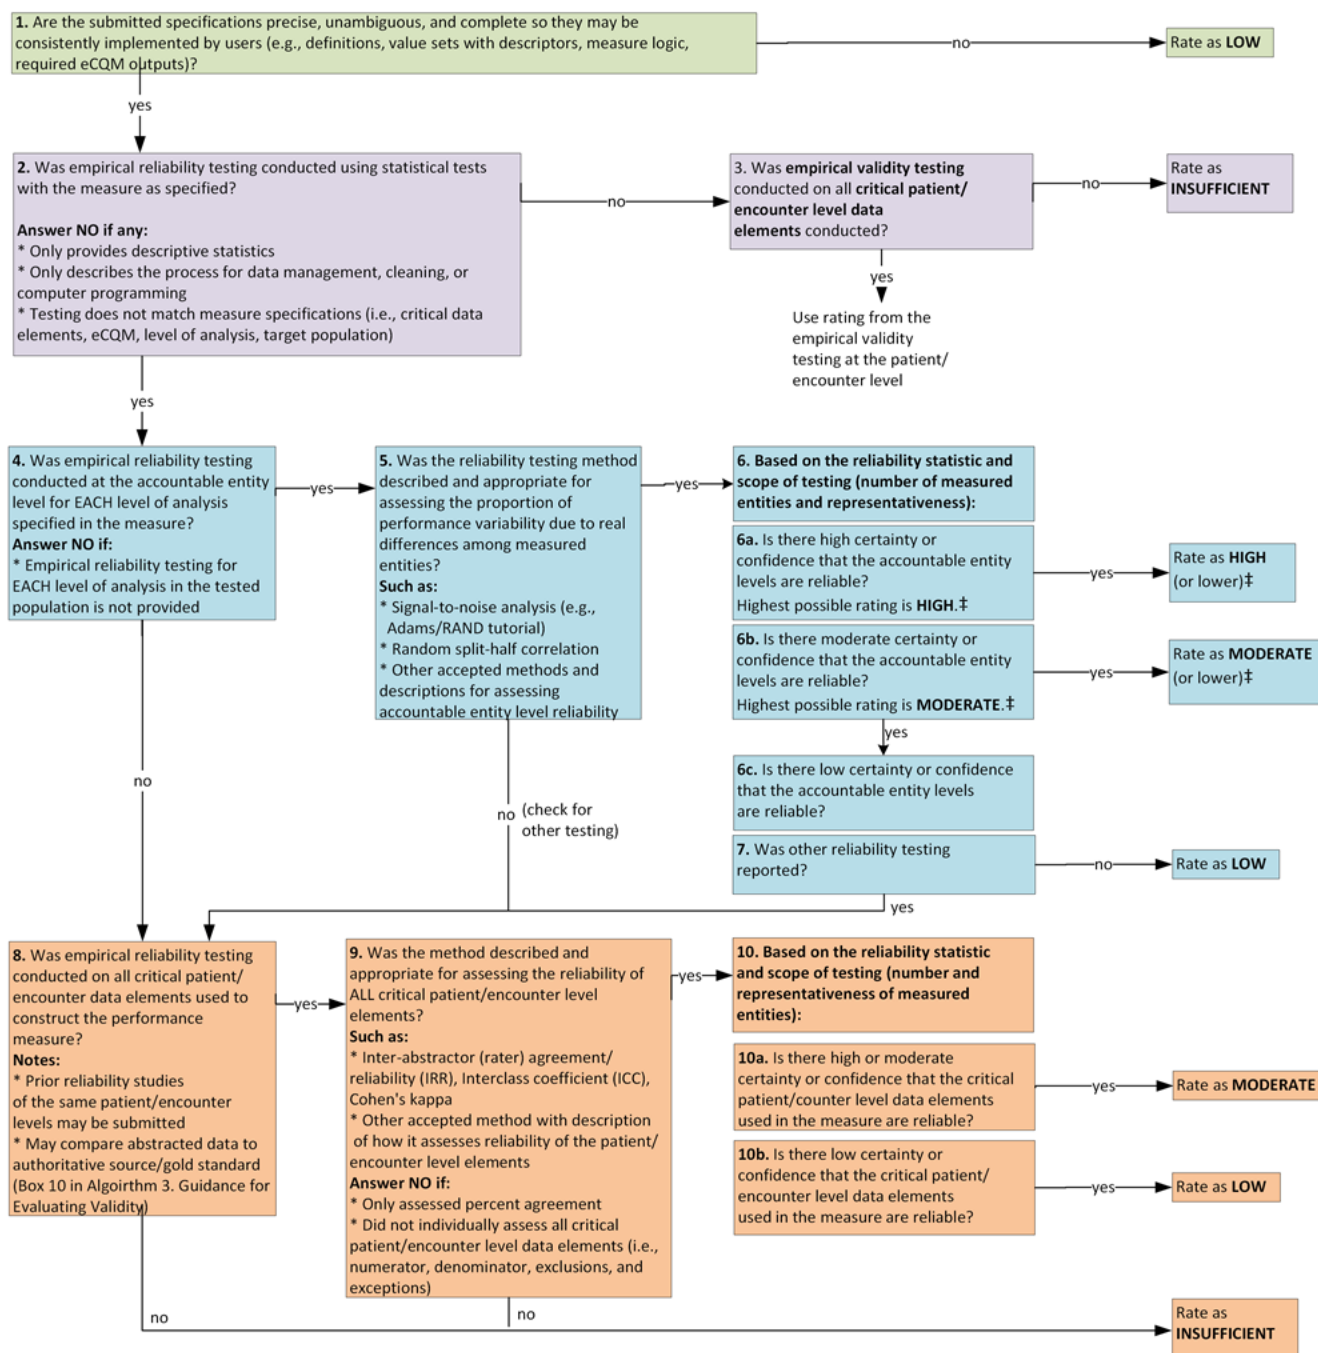 1. Are the submitted specifications precise, unambiguous, and complete so they may be
consistently implemented by users (e.g., definitions, value sets with descriptors, measure logic,
required eCQM outputs)?
no
Rate as LOW
yes
2. Was empirical reliability testing conducted using statistical tests
with the measure as specified?
Answer NO if any:
* Only provides descriptive statistics
* Only describes the process for data management, cleaning, or
computer programming
* Testing does not match measure specifications (i.e., critical data
elements, eCQM, level of analysis, target population)
no
3. Was empirical validity testing
conducted on all critical patient/
encounter level data
elements conducted?
no
Rate as
INSUFFICIENT
yes
Use rating from the
empirical validity
testing at the patient/
encounter level
yes
4. Was empirical reliability testing
conducted at the accountable entity
level for EACH level of analysis
specified in the measure?
Answer NO if:
* Empirical reliability testing for
EACH level of analysis in the tested
population is not provided
yes
5. Was the reliability testing method
described and appropriate for
assessing the proportion of
performance variability due to real
differences among measured
entities?
Such as:
* Signal-to-noise analysis (e.g.,
Adams/RAND tutorial)
* Random split-half correlation
* Other accepted methods and
descriptions for assessing
accountable entity level reliability
yes
6. Based on the reliability statistic and
scope of testing (number of measured
entities and representativeness):
6a. Is there high certainty or
confidence that the accountable entity
levels are reliable?
Highest possible rating is HIGH.‡
yes
Rate as HIGH
(or lower)‡
6b. Is there moderate certainty or
confidence that the accountable entity
levels are reliable?
Highest possible rating is MODERATE.‡
yes
Rate as MODERATE
(or lower)‡
yes
6c. Is there low certainty or confidence
that the accountable entity levels
are reliable?
7. Was other reliability testing
reported?
no
Rate as LOW
yes
no
no (check for
other testing)
8. Was empirical reliability testing
conducted on all critical patient/
encounter data elements used to
construct the performance
measure?
Notes:
* Prior reliability studies
of the same patient/encounter
levels may be submitted
* May compare abstracted data to
authoritative source/gold standard
(Box 10 in Algoirthm 3. Guidance for
Evaluating Validity)
yes
9. Was the method described and
appropriate for assessing the reliability of
ALL critical patient/encounter level
elements?
Such as:
* Inter-abstractor (rater) agreement/
reliability (IRR), Interclass coefficient (ICC),
Cohen's kappa
* Other accepted method with description
of how it assesses reliability of the patient/
encounter level elements
Answer NO if:
* Only assessed percent agreement
* Did not individually assess all critical
patient/encounter level data elements (i.e.,
numerator, denominator, exclusions, and
exceptions)
yes
10. Based on the reliability statistic
and scope of testing (number and
representativeness of measured
entities):
10a. Is there high or moderate
certainty or confidence that the critical
patient/counter level data elements
used in the measure are reliable?
yes
Rate as MODERATE
10b. Is there low certainty or
confidence that the critical patient/
encounter level data elements
used in the measure are reliable?
yes
Rate as LOW
no
no
Rate as
INSUFFICIENT